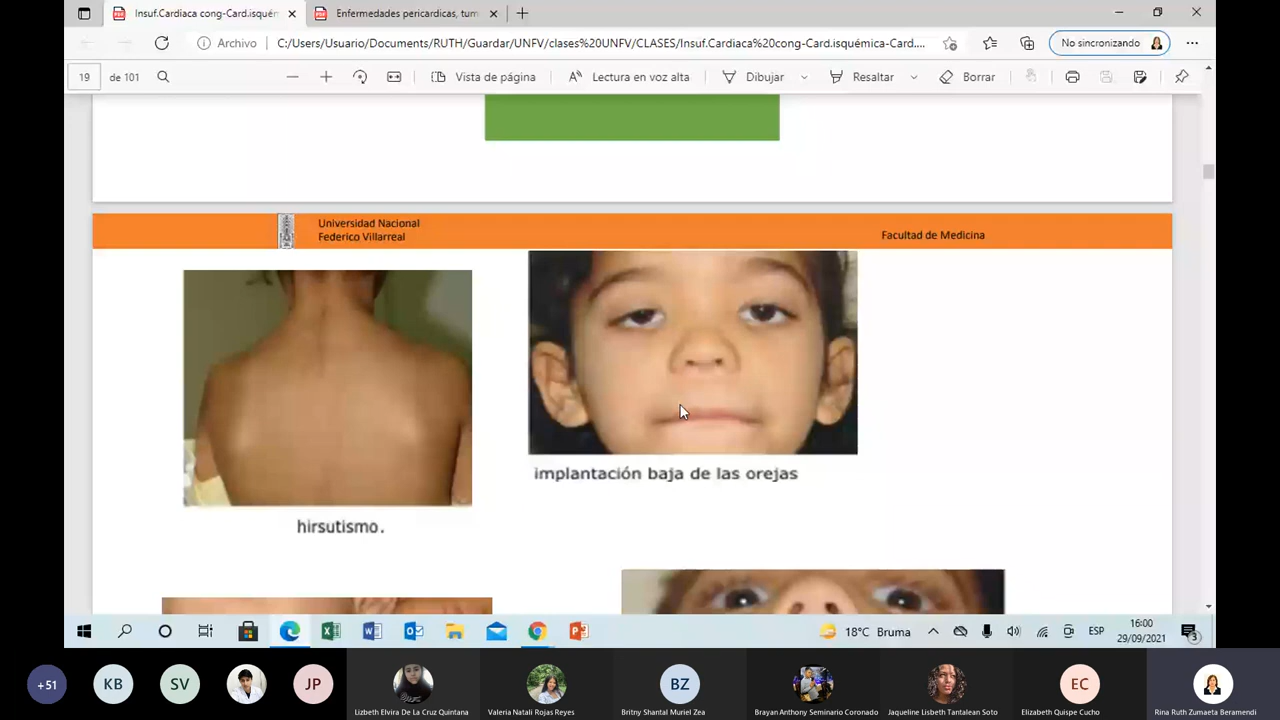 Insuf.Cardiaca cong-Card.isquém
Enfermedades pericardicas, tum
Archivo
C:/Users/Usuario/Documents/RUTH/Guardar/UNFV/clases%20UNFV/CLASES/Insuf.Cardiaca%20cong-Card.isquémica-Card....
No sincronizando
19 de 101
Vista de página
Lectura en voz alta
Dibujar
Resaltar
Borrar
Universidad Nacional
Federico Villarreal
Facultad de Medicina
implantación baja de las orejas
hirsutismo.
18°C Bruma
ESP
16:00
29/09/2021
3
+51
KB
SV
JP
Lizbeth Elvira De La Cruz Quintana
Valeria Natali Rojas Reyes
BZ
Britny Shantal Muriel Zea
Brayan Anthony Seminario Coronado
Jaqueline Lisbeth Tantalean Soto
EC
Elizabeth Quispe Cucho
Rina Ruth Zumaeta Beramendi